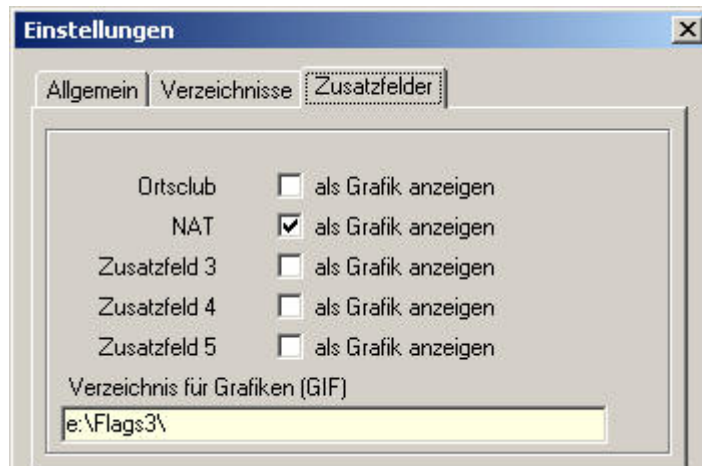 Einstellungen
Allgemein Verzeichnisse Zusatzfelder
Ortsclub als Grafik anzeigen
NAT als Grafik anzeigen
Zusatzfeld 3 als Grafik anzeigen
Zusatzfeld 4 als Grafik anzeigen
Zusatzfeld 5 als Grafik anzeigen
Verzeichnis für Grafiken (GIF)
e:\Flags3\